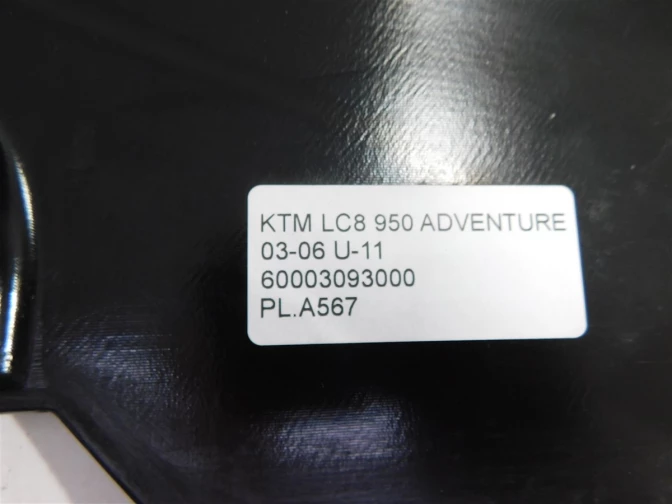 KTM LC8 950 ADVENTURE
03-06 U-11
60003093000
PL.A567